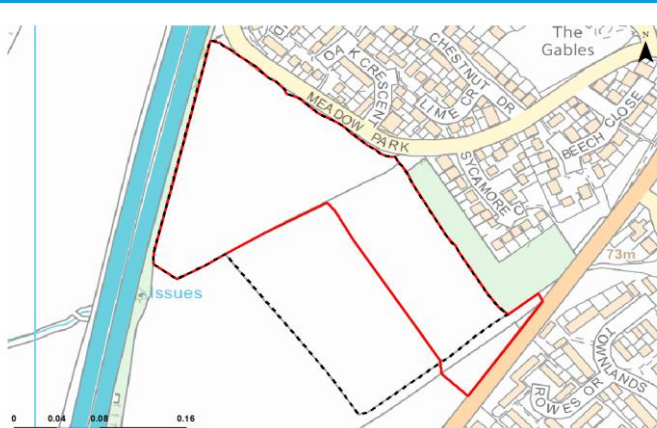 The
Gables
N
CHESTNUT DR
OAK CRESCENT
LIME CR
MEADOW PARK
SYCAMORE CL
BEECH CLOSE
73m
Issues
ROWES OR
TOWNLANDS
0 0.04 0.08 0.16